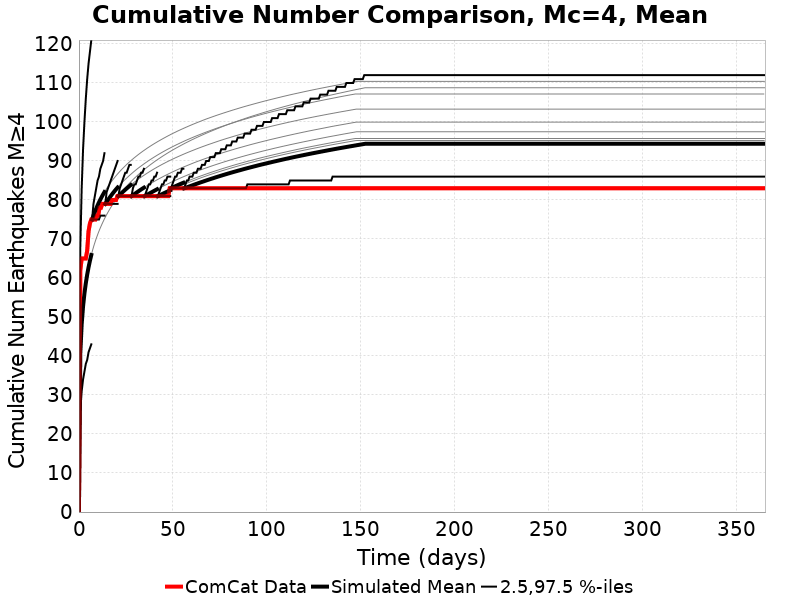 Cumulative Number Comparison, Mc=4, Mean
Cumulative Num Earthquakes M≥4
120
110
100
90
80
70
60
50
40
30
20
10
0
0 50 100 150 200 250 300 350
Time (days)
ComCat Data Simulated Mean 2.5,97.5 %-iles